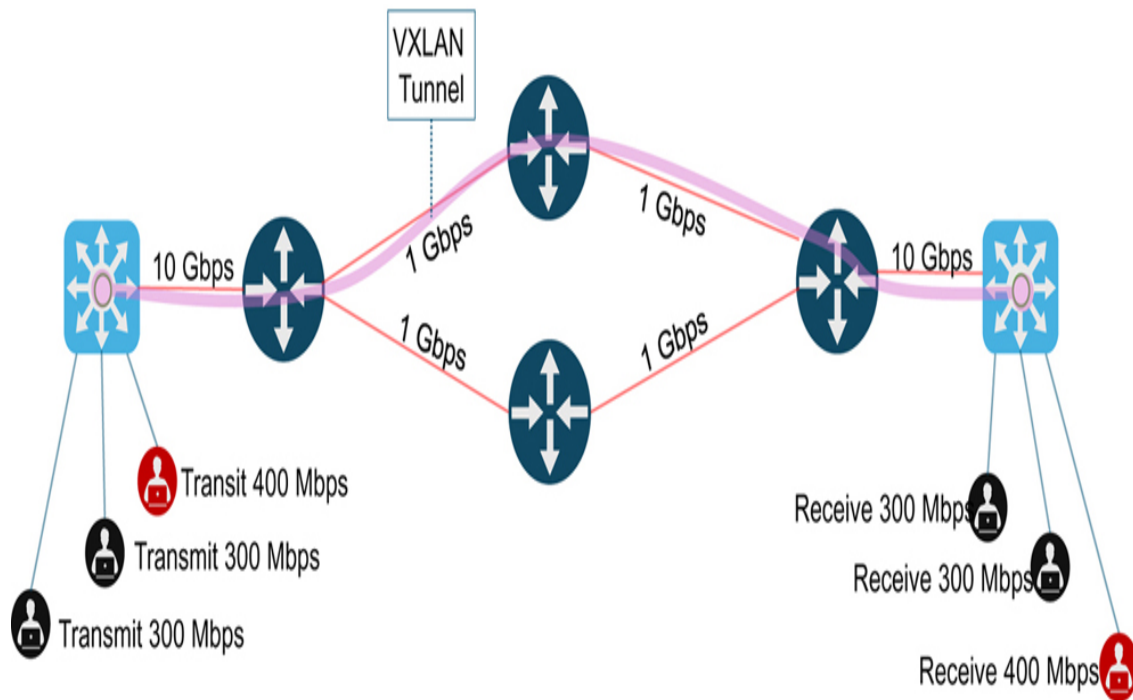 VXLAN
Tunnel
1 Gbps
1 Gbps
10 Gbps
10 Gbps
1 Gbps
1 Gbps
Transit 400 Mbps
Transmit 300 Mbps
Transmit 300 Mbps
Receive 300 Mbps
Receive 300 Mbps
Receive 400 Mbps